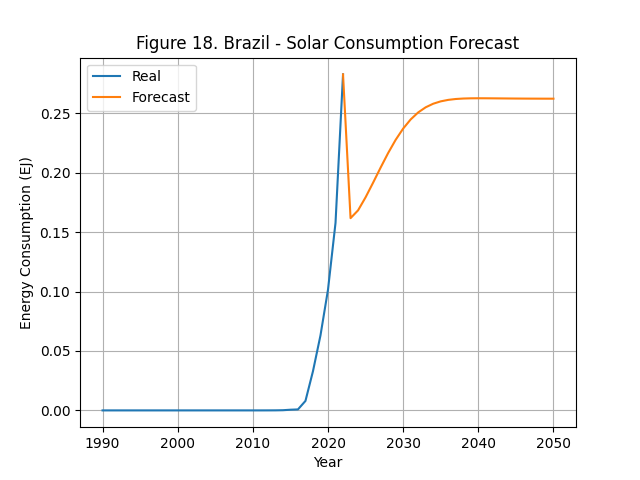 Figure 18. Brazil - Solar Consumption Forecast
Real
Forecast
Energy Consumption (EJ)
0.25
0.20
0.15
0.10
0.05
0.00
1990 2000 2010 2020 2030 2040 2050
Year